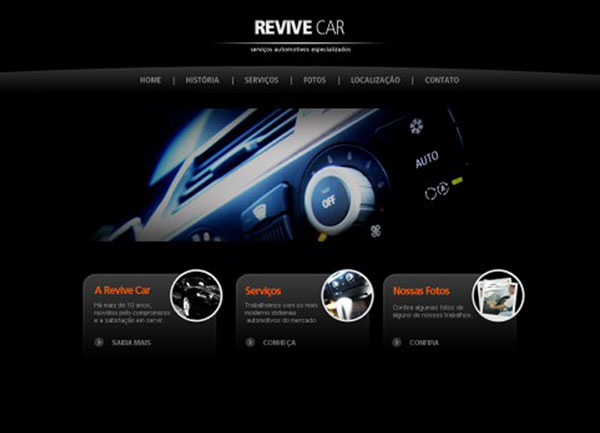 REVIVE CAR
serviços automotivos especializados
HOME | HISTÓRIA | SERVIÇOS | FOTOS | LOCALIZAÇÃO | CONTATO
AUTO
OFF
A Revive Car
Há mais de 10 anos,
movidos pelo compromisso
e a satisfação em servir.
SAIBA MAIS
Serviços
Trabalhamos com os mais
moderno sistemas
automotivos do mercado
CONHEÇA
Nossas Fotos
Confira algumas fotos de
alguns de nossos trabalhos.
CONFIRA